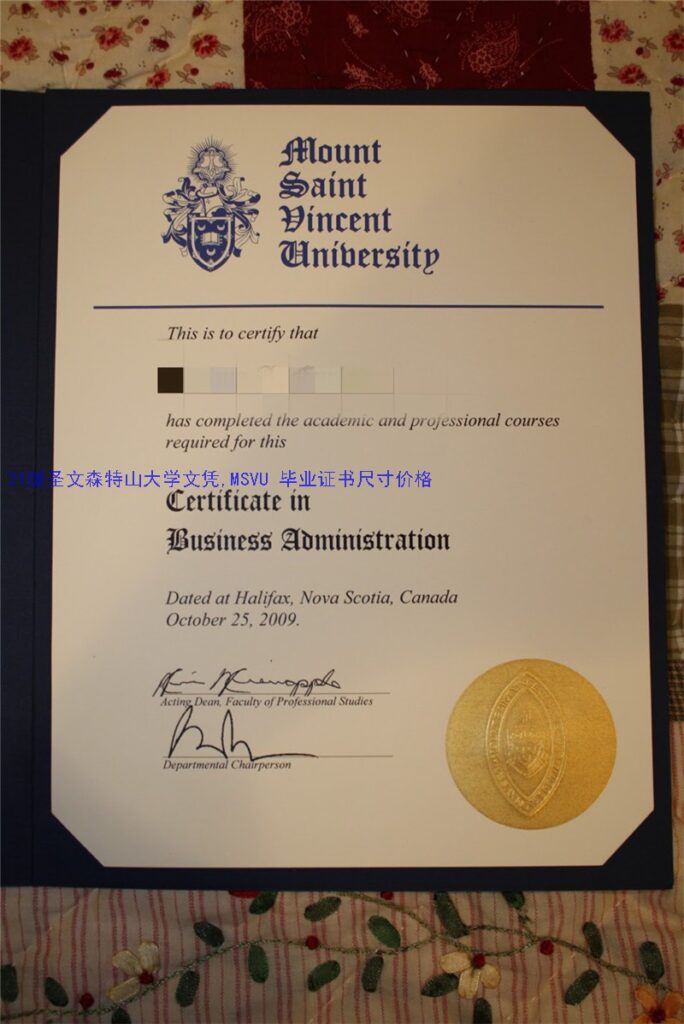 Mount
Saint
Vincent
University
This is to certify that
has completed the academic and professional courses
required for this
圣文森特山大学文凭,MSVU 毕业证书尺寸价格
Certificate in
Business Administration
Dated at Halifax, Nova Scotia, Canada
October 25, 2009.
Acting Dean, Faculty of Professional Studies
Departmental Chairperson